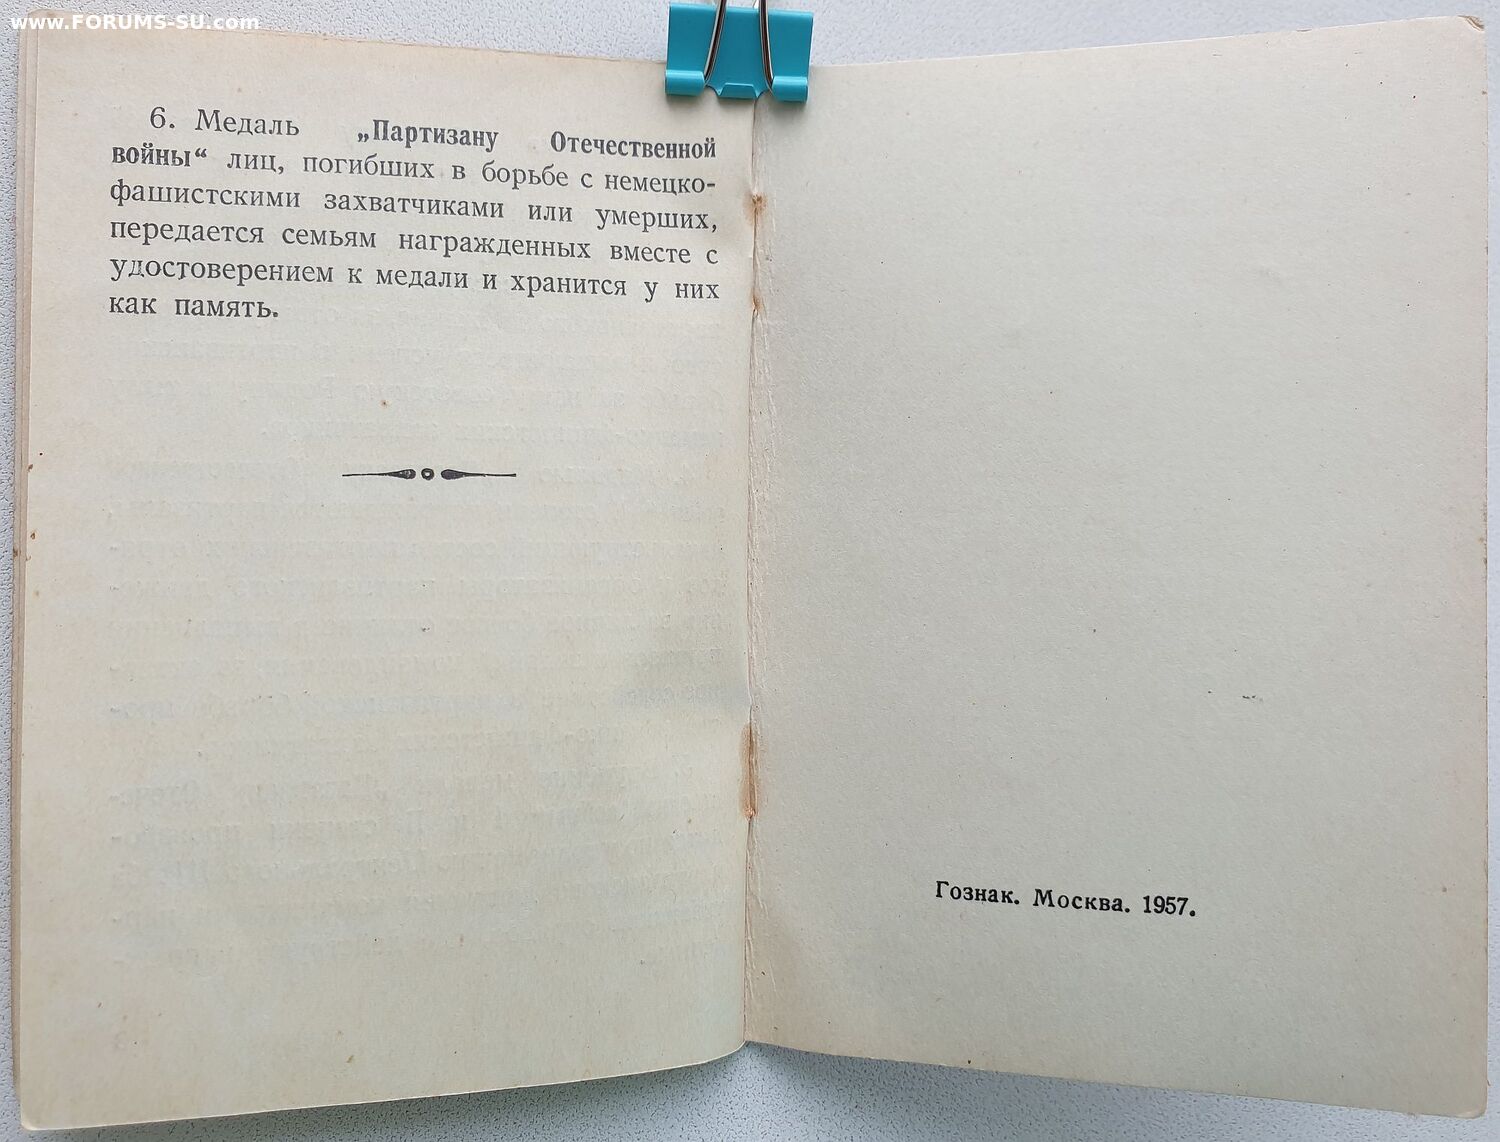 www.FORUMS-SU.com
6. Медаль „Партизану Отечественной
войны“ лиц, погибших в борьбе с немецко-
фашистскими захватчиками или умерших,
передается семьям награжденных вместе с
удостоверением к медали и хранится у них
как память.
Гознак. Москва. 1957.